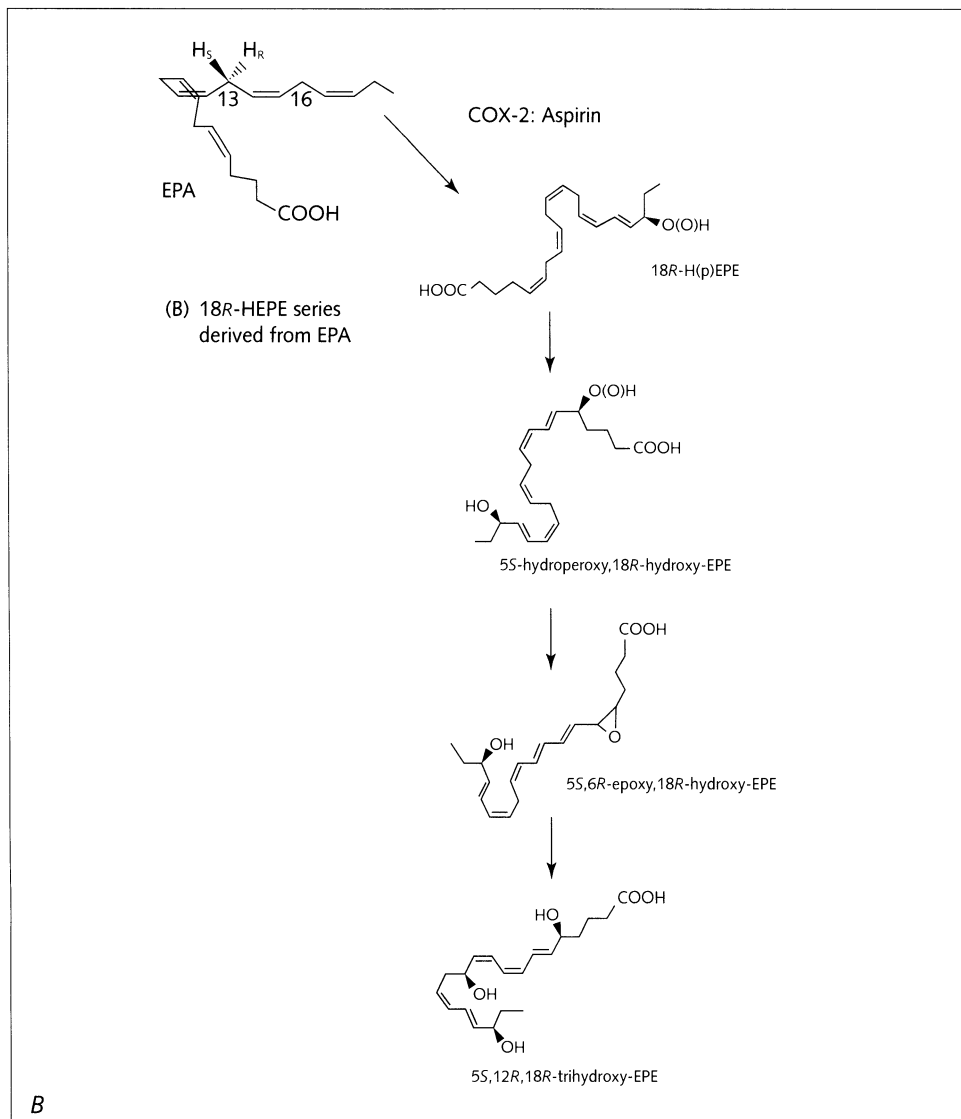 HS HR
13 16
COX-2: Aspirin
EPA
COOH
O(O)H
18R-H(p)EPE
HOOC
(B) 18R-HEPE series
derived from EPA
O(O)H
COOH
HO
5S-hydroperoxy,18R-hydroxy-EPE
COOH
OH
O
5S,6R-epoxy,18R-hydroxy-EPE
COOH
HO
OH
OH
5S,12R,18R-trihydroxy-EPE
B